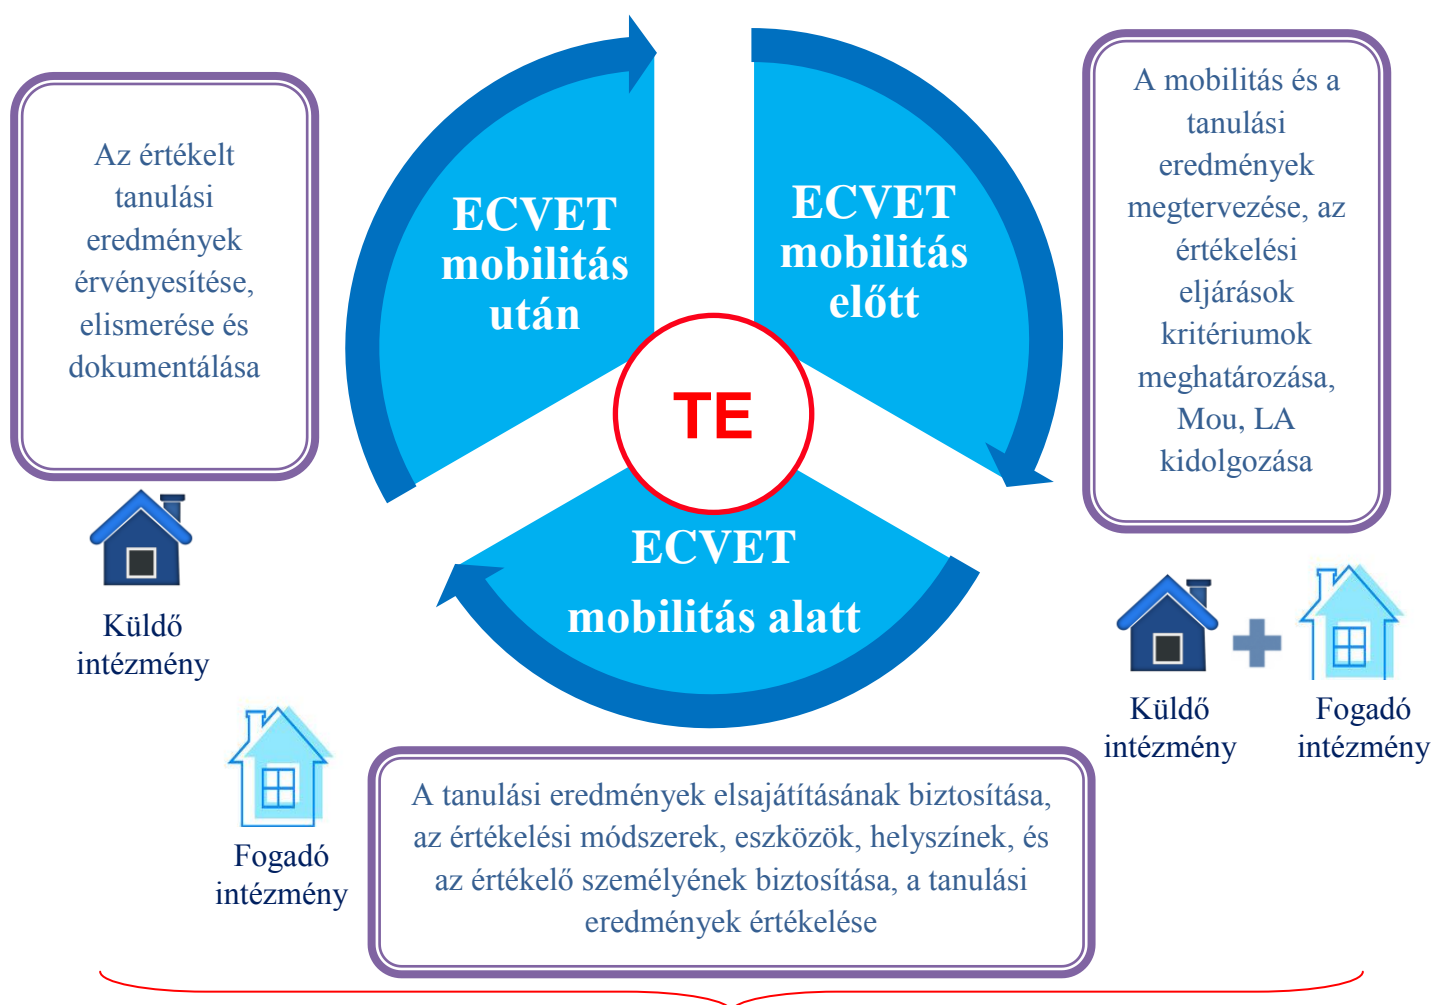 Az értékelt
tanulási
eredmények
érvényesítése,
elismerése és
dokumentálása
ECVET
mobilitás
után
ECVET
mobilitás
előtt
A mobilitás és a
tanulási
eredmények
megtervezése, az
értékelési
eljárások
kritériumok
meghatározása,
Mou, LA
kidolgozása
TE
ECVET
mobilitás alatt
Küldő
intézmény
Küldő
intézmény
Fogadó
intézmény
Fogadó
intézmény
A tanulási eredmények elsajátításának biztosítása,
az értékelési módszerek, eszközök, helyszínek, és
az értékelő személyének biztosítása, a tanulási
eredmények értékelése